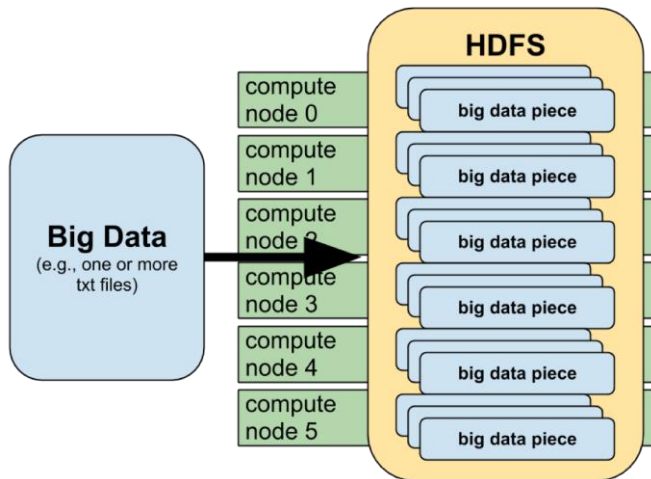 HDFS
compute
node 0
big data piece
compute
node 1
big data piece
Big Data
(e.g., one or more
txt files)
compute
node 2
big data piece
compute
node 3
big data piece
compute
node 4
big data piece
compute
node 5
big data piece